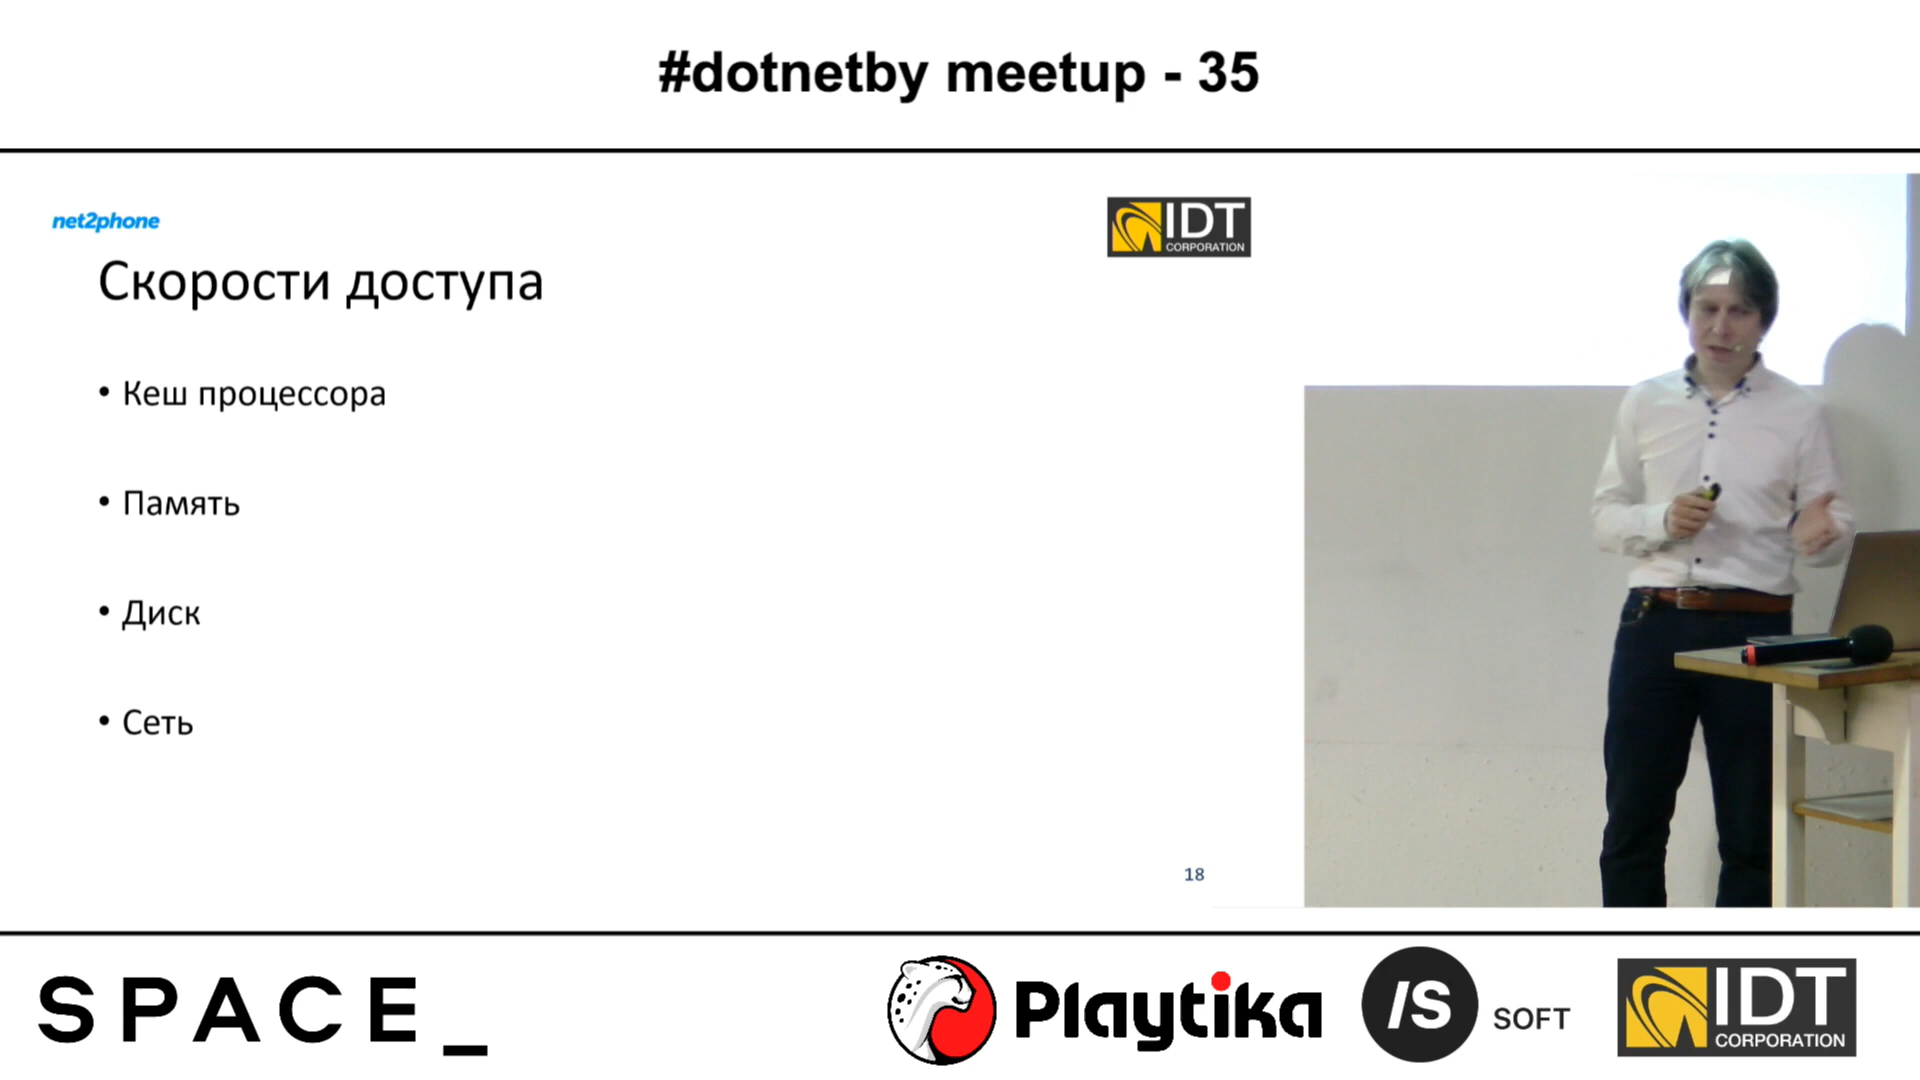 #dotnetby meetup - 35
net2phone
IDT
CORPORATION
Скорости доступа
• Кеш процессора
• Память
• Диск
• Сеть
18
SPACE_
Playtika
/S SOFT
IDT
CORPORATION